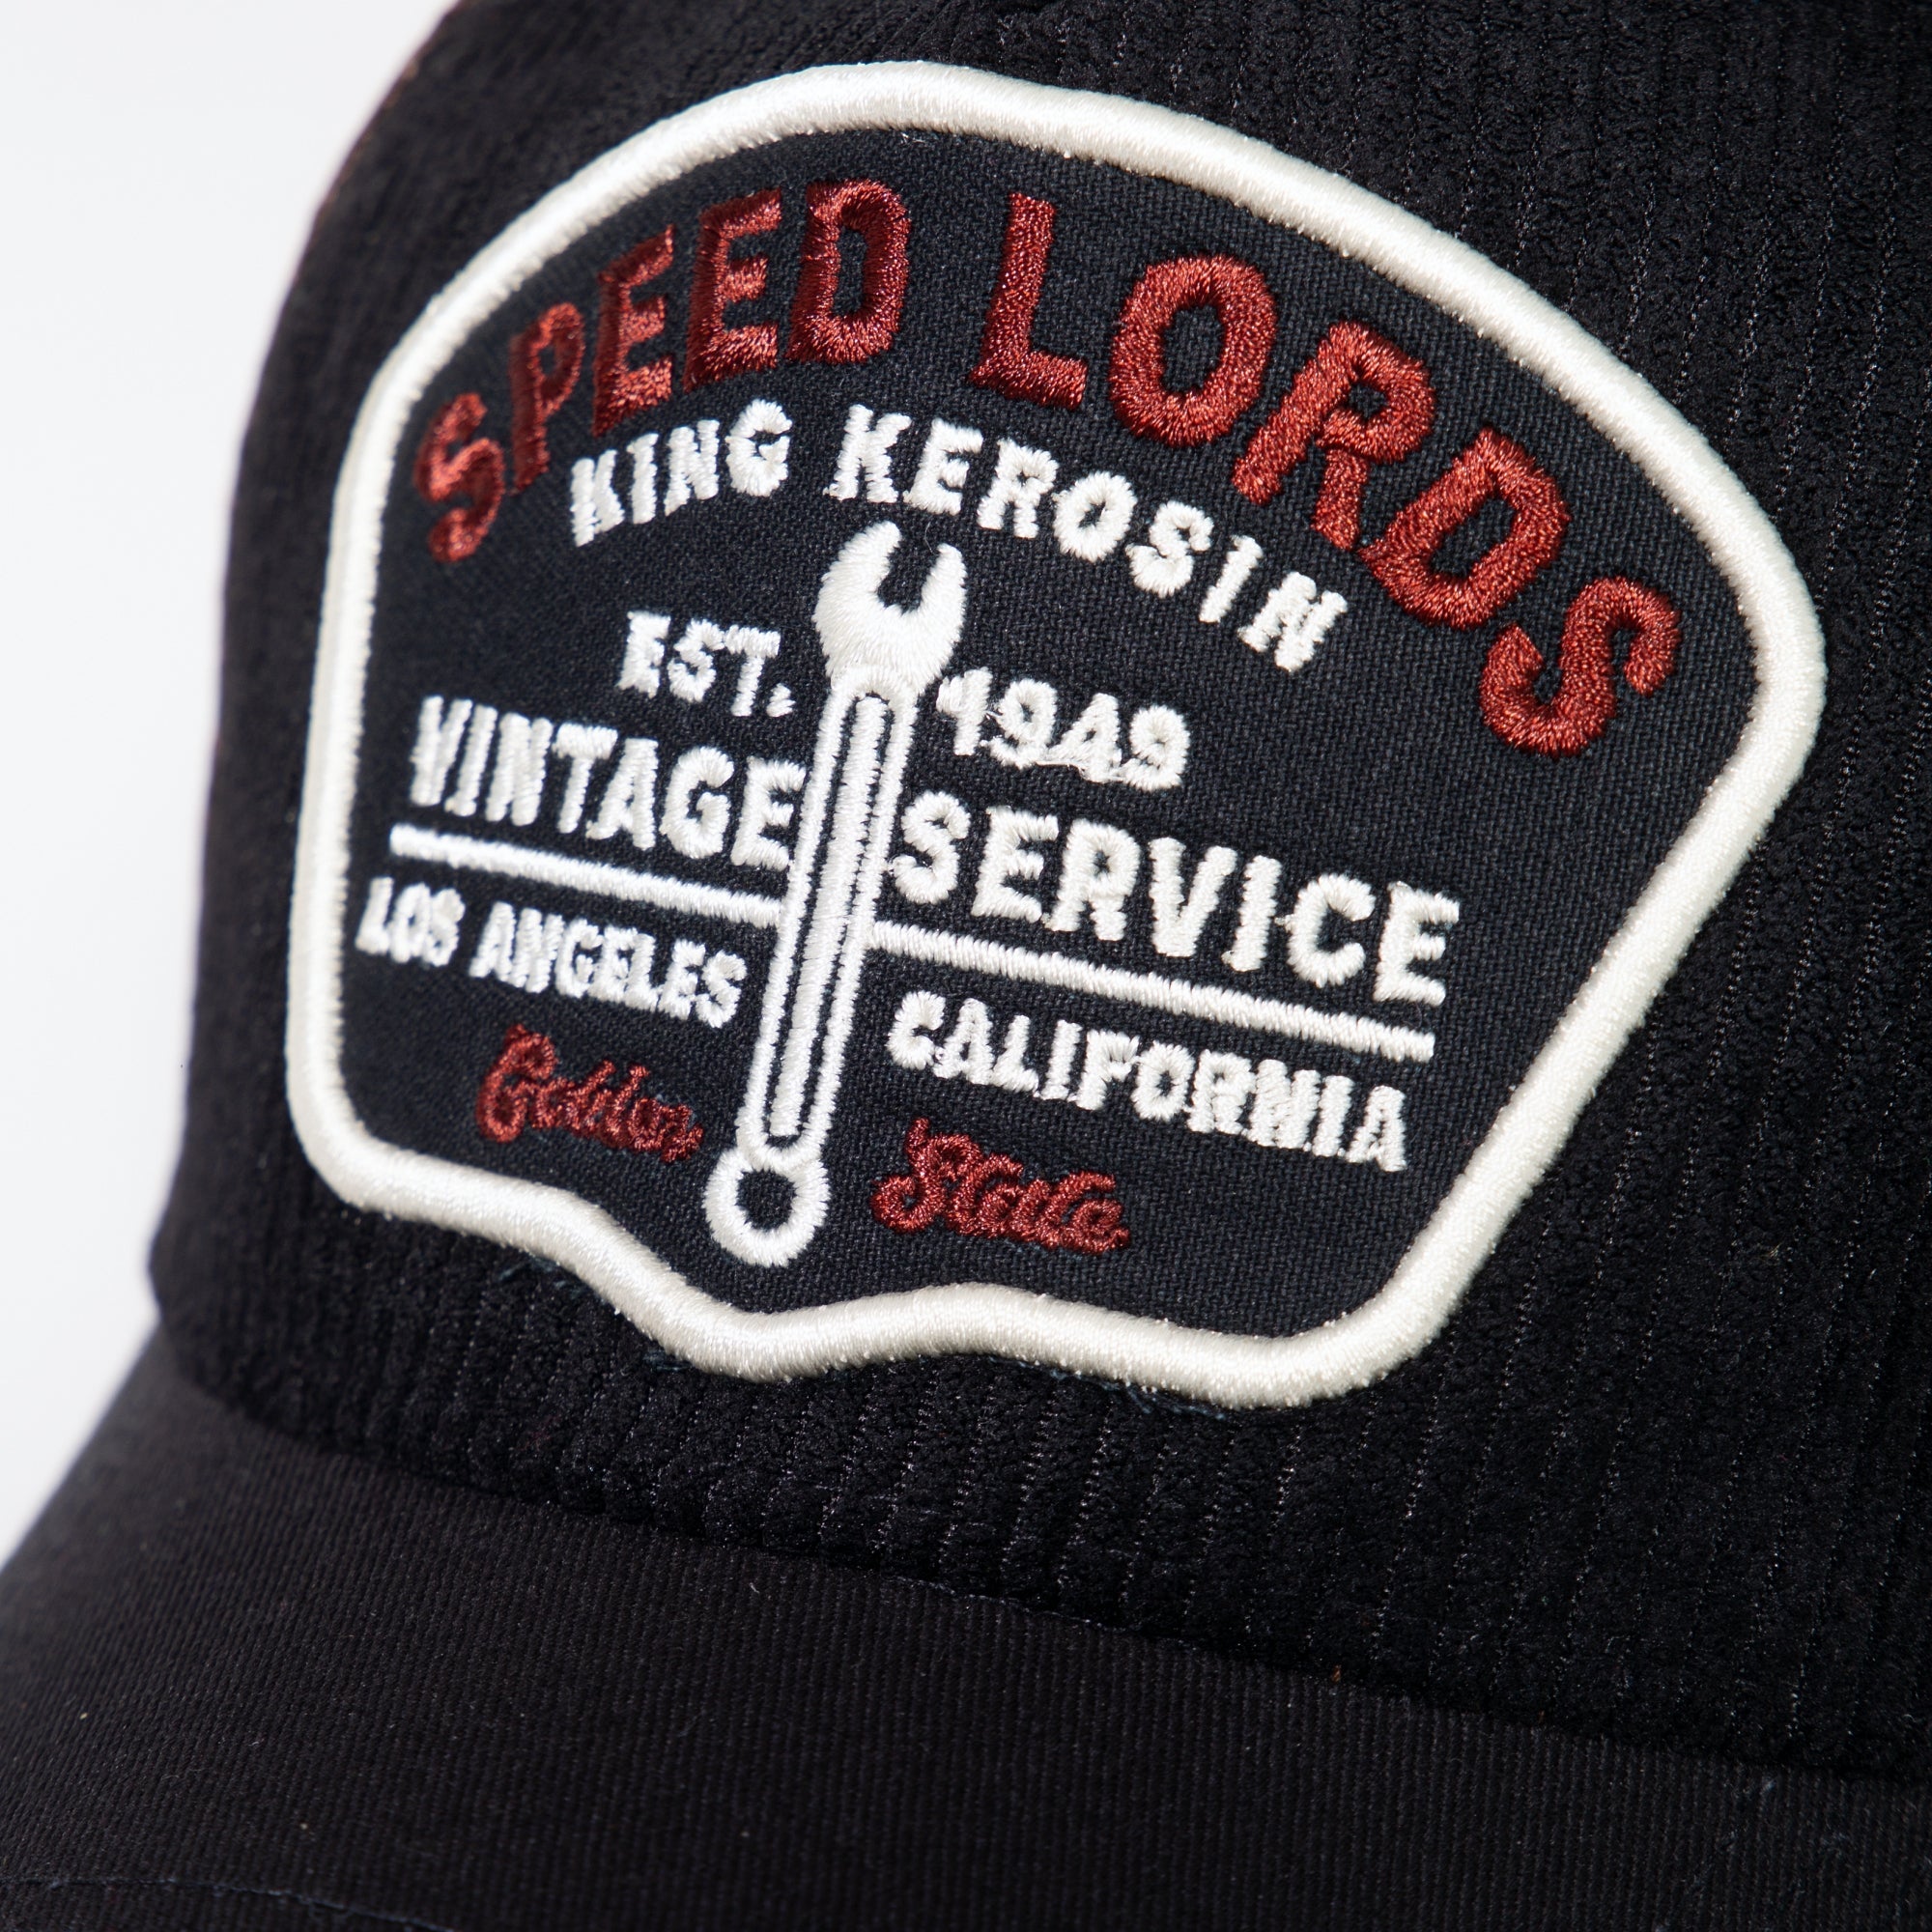 SPEED LORDS
KING KEROSIN
EST. 1949
VINTAGE SERVICE
LOS ANGELES CALIFORNIA
Golden State